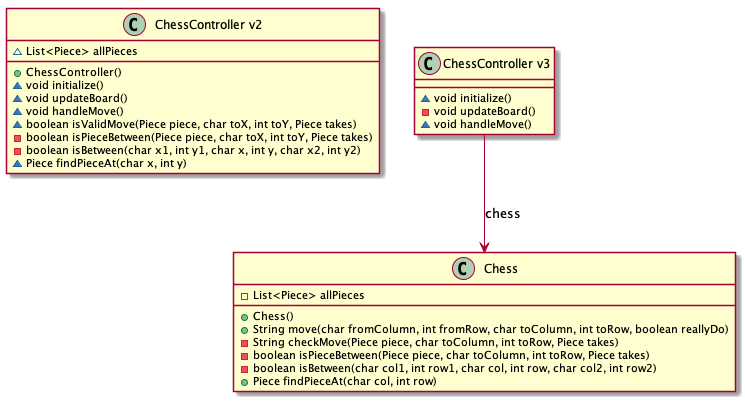 C ChessController v2
List<Piece> allPieces
ChessController()
void initialize()
void updateBoard()
void handleMove()
boolean isValidMove(Piece piece, char toX, int toY, Piece takes)
boolean isPieceBetween(Piece piece, char toX, int toY, Piece takes)
boolean isBetween(char x1, int y1, char x, int y, char x2, int y2)
Piece findPieceAt(char x, int y)
C ChessController v3
void initialize()
void updateBoard()
void handleMove()
chess
C Chess
List<Piece> allPieces
Chess()
String move(char fromColumn, int fromRow, char toColumn, int toRow, boolean reallyDo)
String checkMove(Piece piece, char toColumn, int toRow, Piece takes)
boolean isPieceBetween(Piece piece, char toColumn, int toRow, Piece takes)
boolean isBetween(char col1, int row1, char col, int row, char col2, int row2)
Piece findPieceAt(char col, int row)